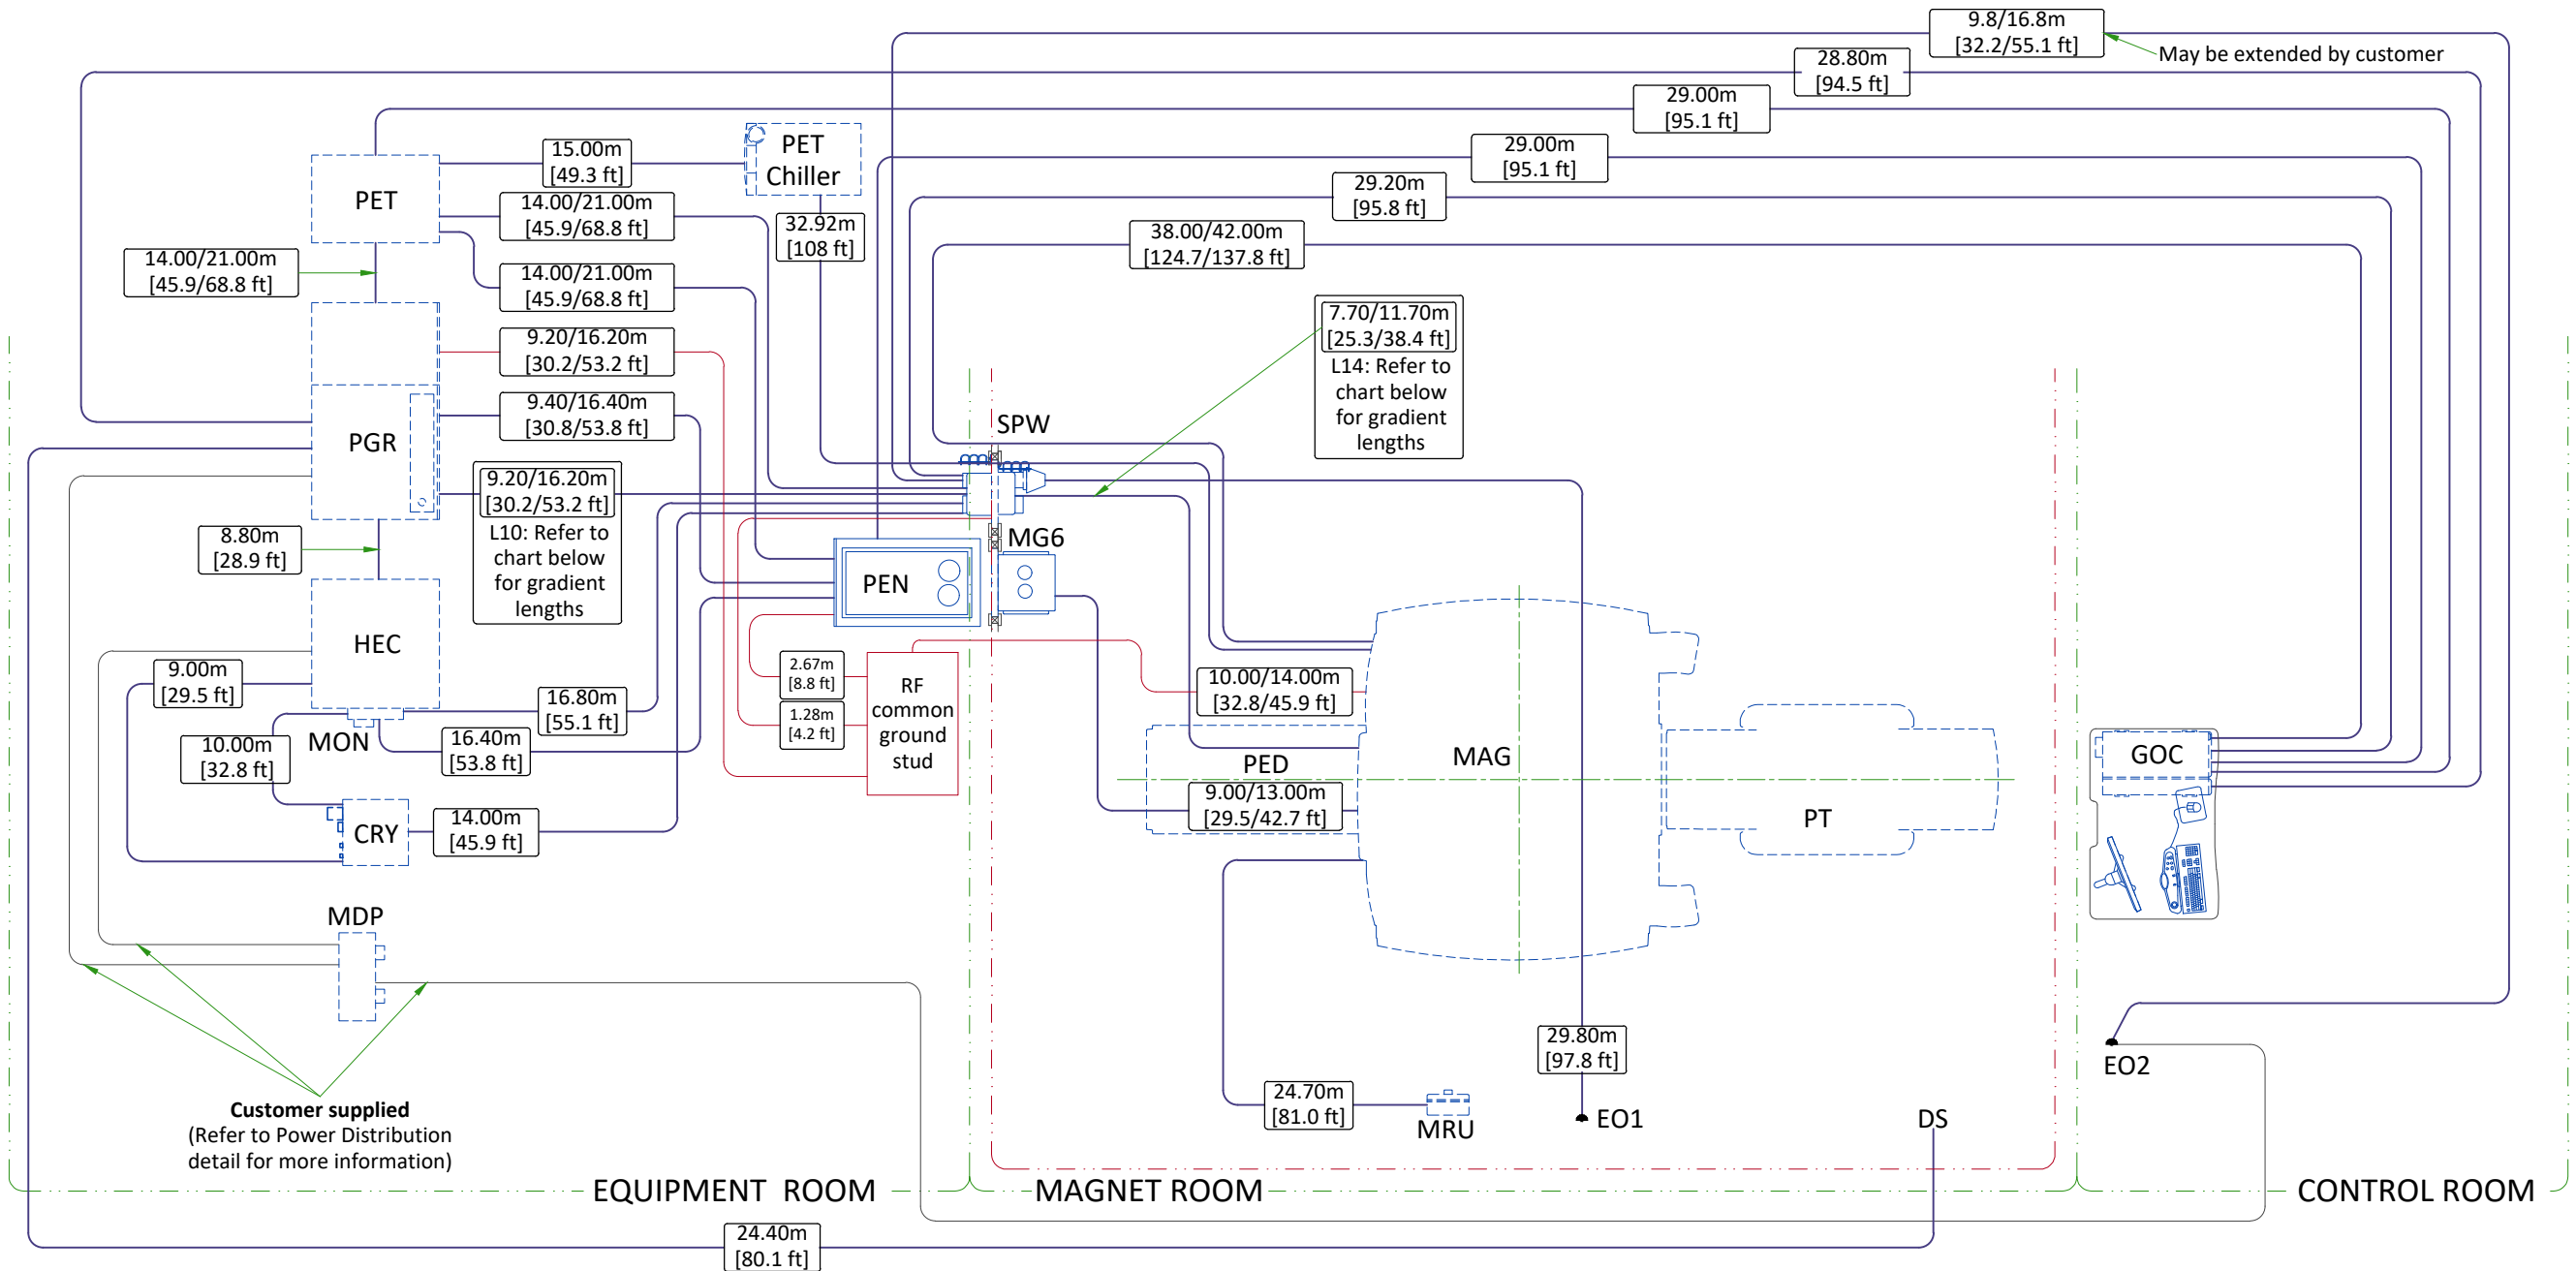 9.8/16.8m
[32.2/55.1 ft]
May be extended by customer
28.80m
[94.5 ft]
29.00m
[95.1 ft]
29.00m
[95.1 ft]
29.20m
[95.8 ft]
38.00/42.00m
[124.7/137.8 ft]
15.00m
[49.3 ft]
PET
Chiller
PET
14.00/21.00m
[45.9/68.8 ft]
32.92m
[108 ft]
14.00/21.00m
[45.9/68.8 ft]
14.00/21.00m
[45.9/68.8 ft]
9.20/16.20m
[30.2/53.2 ft]
7.70/11.70m
[25.3/38.4 ft]
L14: Refer to
chart below
for gradient
lengths
9.40/16.40m
[30.8/53.8 ft]
PGR
SPW
9.20/16.20m
[30.2/53.2 ft]
L10: Refer to
chart below
for gradient
lengths
8.80m
[28.9 ft]
MG6
PEN
HEC
9.00m
[29.5 ft]
2.67m
[8.8 ft]
1.28m
[4.2 ft]
RF
common
ground
stud
10.00/14.00m
[32.8/45.9 ft]
16.80m
[55.1 ft]
MON
10.00m
[32.8 ft]
16.40m
[53.8 ft]
PED
MAG
GOC
9.00/13.00m
[29.5/42.7 ft]
PT
CRY
14.00m
[45.9 ft]
MDP
29.80m
[97.8 ft]
EO2
24.70m
[81.0 ft]
MRU
EO1
DS
Customer supplied
(Refer to Power Distribution
detail for more information)
EQUIPMENT ROOM
MAGNET ROOM
CONTROL ROOM
24.40m
[80.1 ft]